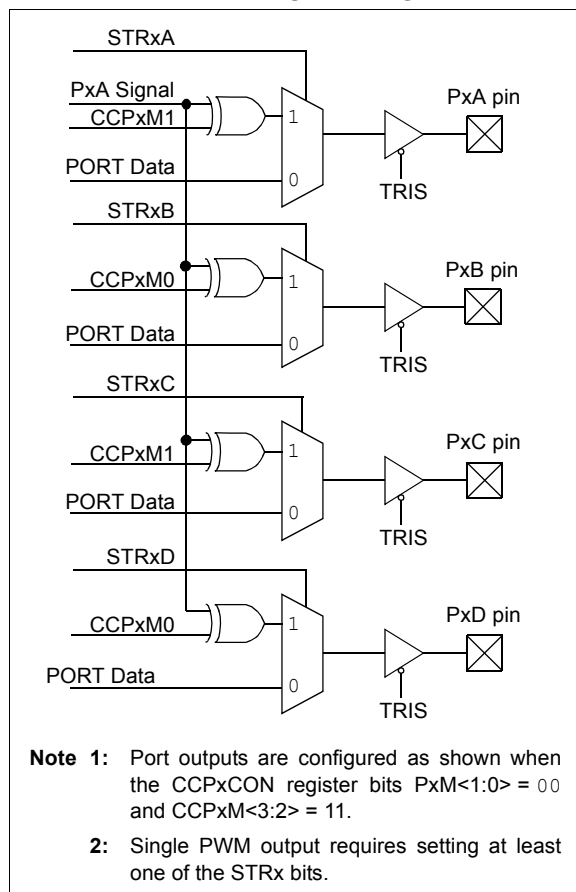 STRxA
PxA Signal
CCPxM1
1
PORT Data
0
PxA pin
TRIS
STRxB
CCPxM0
1
PORT Data
0
PxB pin
TRIS
STRxC
CCPxM1
1
PORT Data
0
PxC pin
TRIS
STRxD
CCPxM0
1
PORT Data
0
PxD pin
TRIS
Note 1: Port outputs are configured as shown when
the CCPxCON register bits PxM<1:0> = 00
and CCPxM<3:2> = 11.
2: Single PWM output requires setting at least
one of the STRx bits.